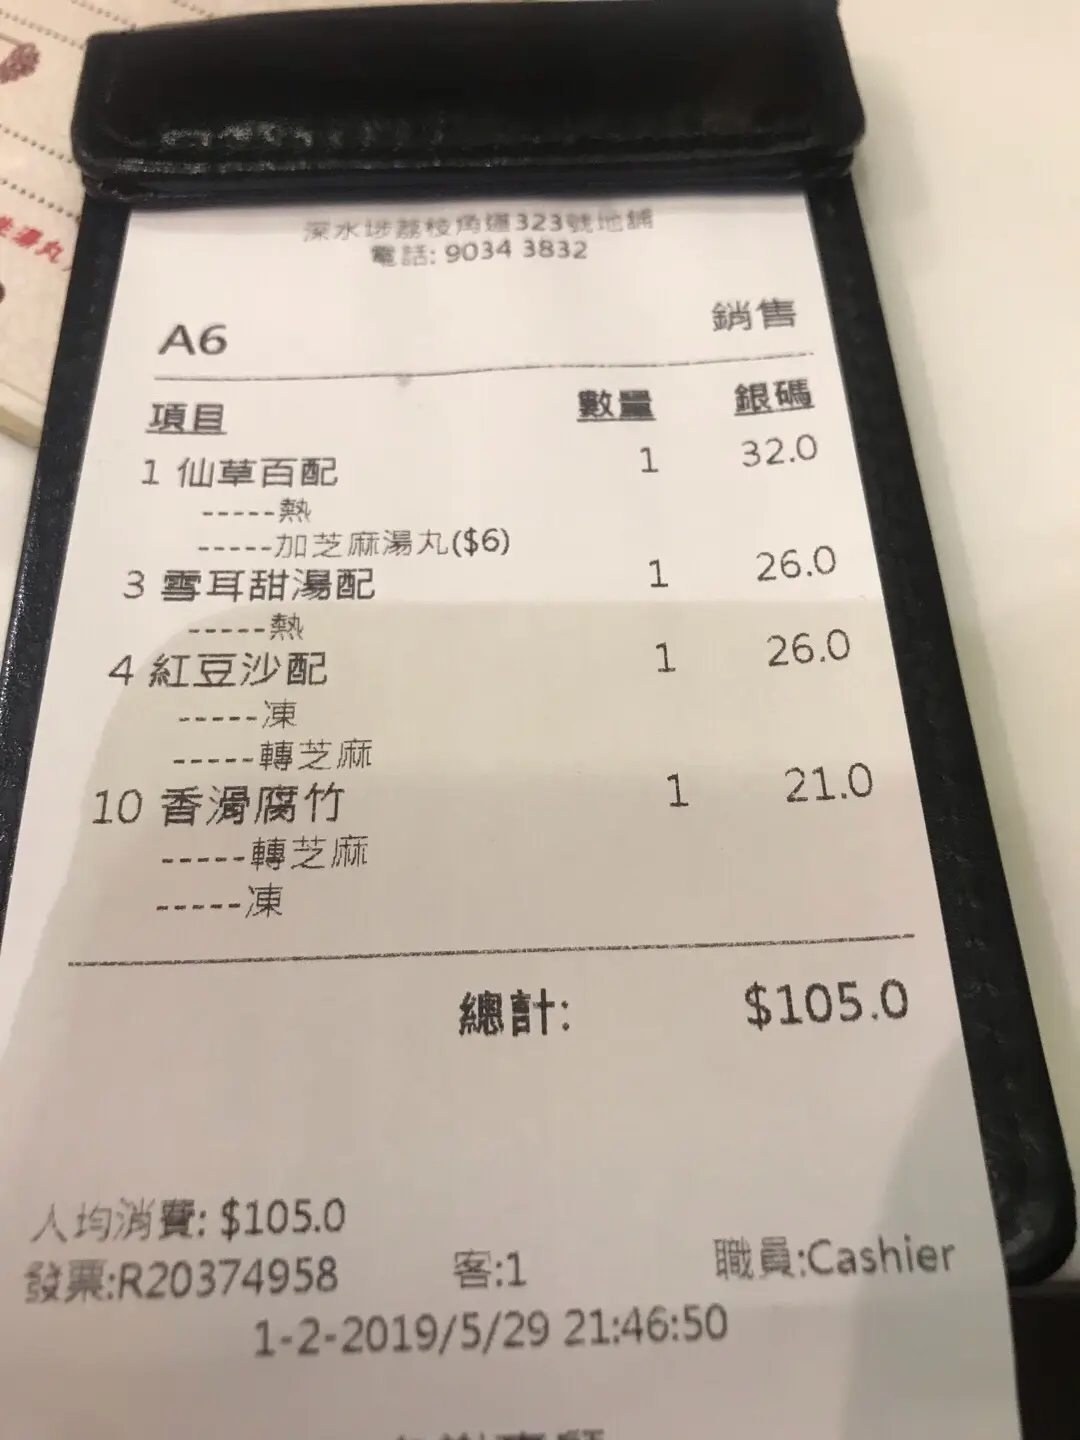 深水埗荔枝角道323號地舖
電話: 9034 3832
A6 銷售
項目 數量 銀碼
1 仙草百配 1 32.0
-----熱
-----加芝麻湯丸($6)
3 雪耳甜湯配 1 26.0
-----熱
4 紅豆沙配 1 26.0
-----凍
-----轉芝麻
10 香滑腐竹 1 21.0
-----轉芝麻
-----凍
總計: $105.0
人均消費: $105.0
發票:R20374958 客:1 職員:Cashier
1-2-2019/5/29 21:46:50
湯丸